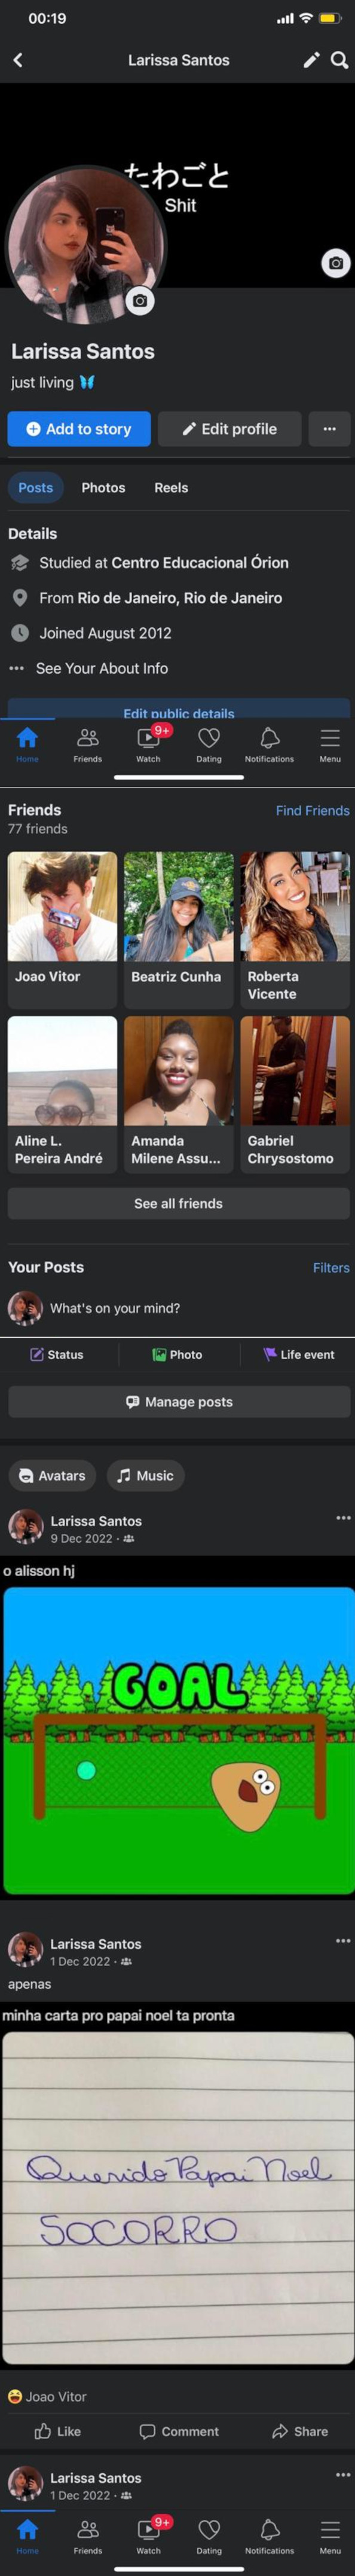 00:19
Larissa Santos
たわごと
Shit
Larissa Santos
just living
Add to story
Edit profile
Posts
Photos
Reels
Details
Studied at Centro Educacional Órion
From Rio de Janeiro, Rio de Janeiro
Joined August 2012
See Your About Info
Edit public details
9+
Home
Friends
Watch
Dating
Notifications
Menu
Friends
Find Friends
77 friends
Joao Vitor
Beatriz Cunha
Roberta
Vicente
Aline L.
Pereira André
Amanda
Milene Assu...
Gabriel
Chrysostomo
See all friends
Your Posts
Filters
What's on your mind?
Status
Photo
Life event
Manage posts
Avatars
Music
Larissa Santos
9 Dec 2022 ·
o alisson hj
GOAL
Larissa Santos
1 Dec 2022 ·
apenas
minha carta pro papai noel ta pronta
Querido Papai Noel
SOCORRO
Joao Vitor
Like
Comment
Share
Larissa Santos
1 Dec 2022 ·
9+
Home
Friends
Watch
Dating
Notifications
Menu